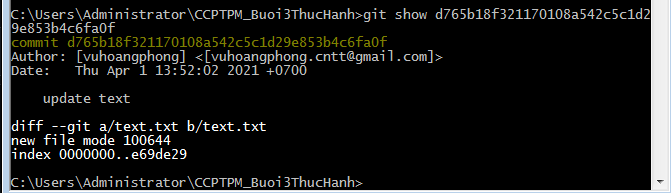 C:\Users\Administrator\CCPTPM_Buoi3ThucHanh>git show d765b18f321170108a542c5c1d2
9e853b4c6fa0f
commit d765b18f321170108a542c5c1d29e853b4c6fa0f
Author: [vuhoangphong] <[vuhoangphong.cntt@gmail.com]>
Date:   Thu Apr 1 13:52:02 2021 +0700
    update text
diff --git a/text.txt b/text.txt
new file mode 100644
index 0000000..e69de29
C:\Users\Administrator\CCPTPM_Buoi3ThucHanh>